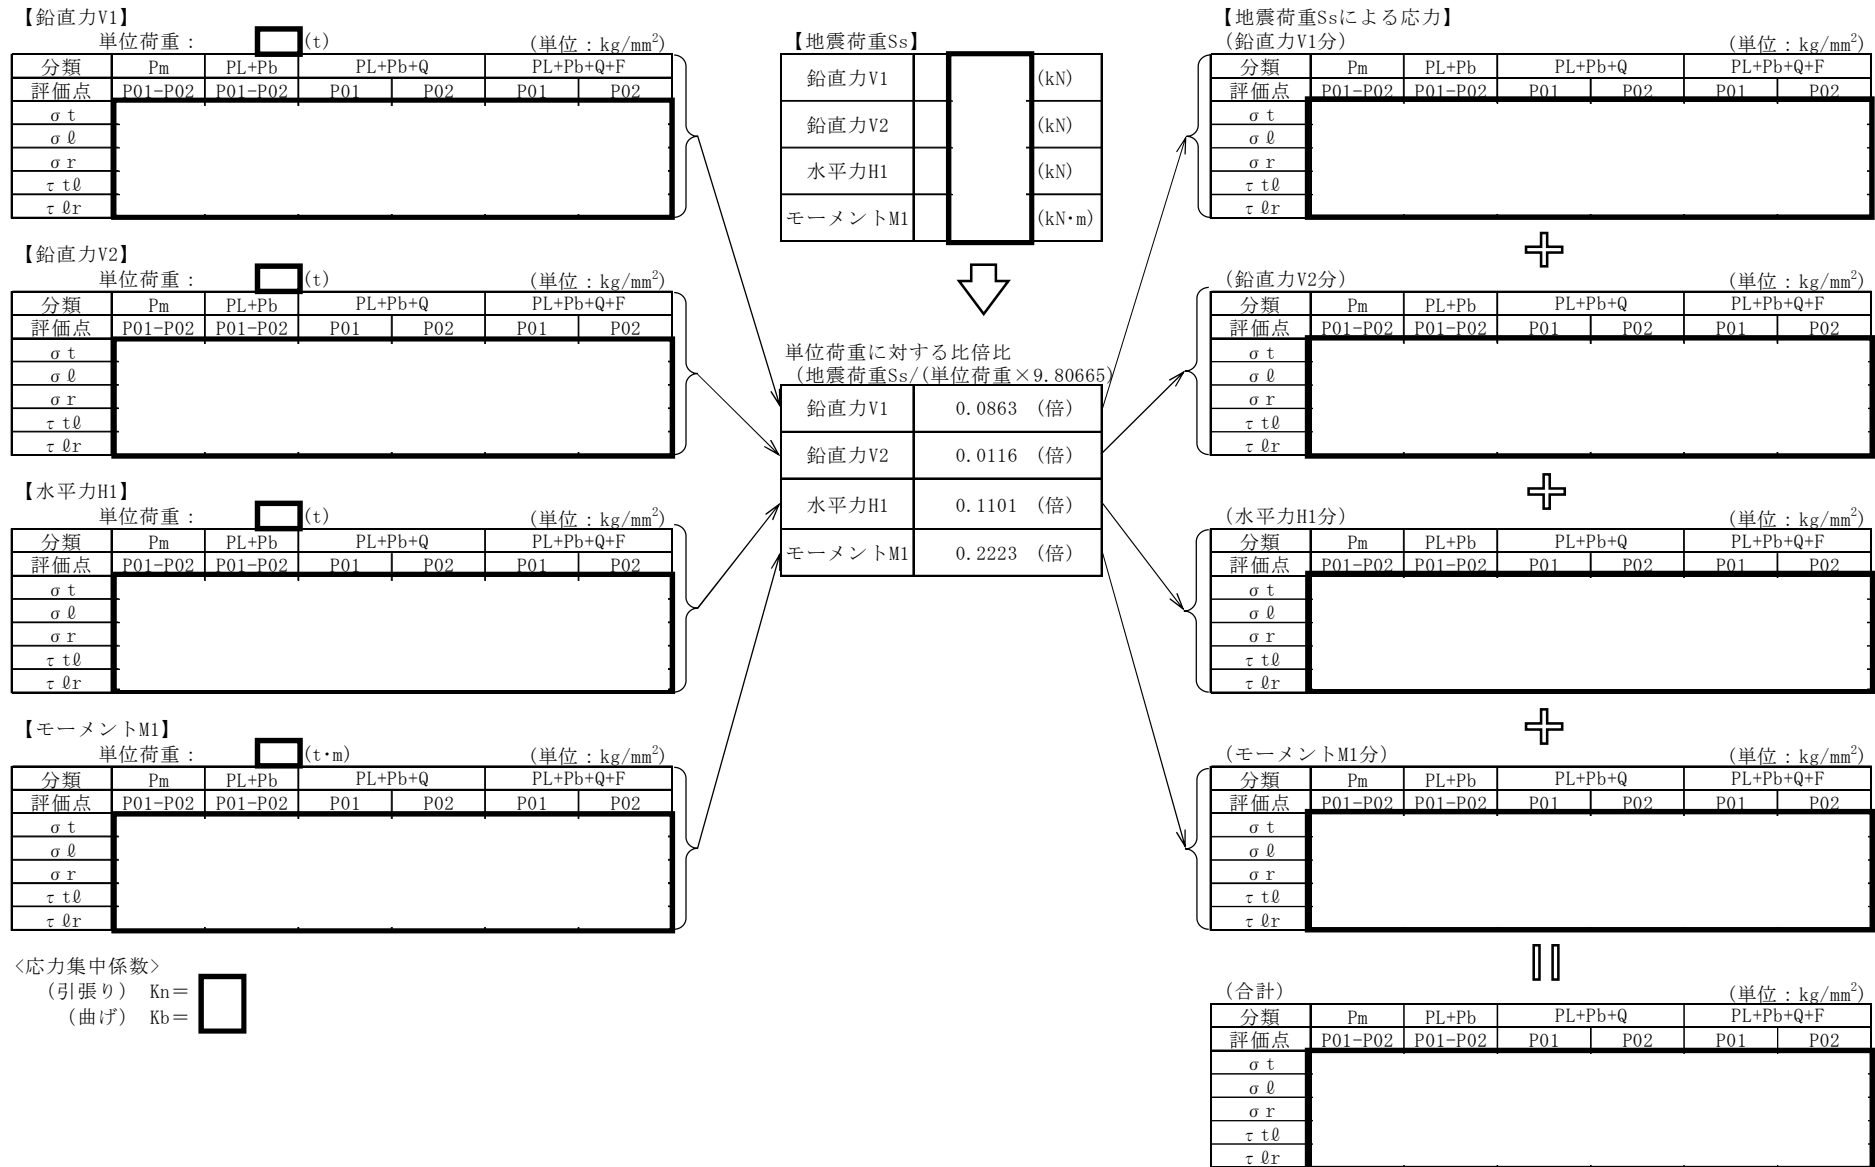 【鉛直力V1】
単位荷重： (t) (単位：kg/mm²)
分類 Pm PL+Pb PL+Pb+Q PL+Pb+Q+F
評価点 P01-P02 P01-P02 P01 P02 P01 P02
σt
σℓ
σr
τtℓ
τℓr
【鉛直力V2】
単位荷重： (t) (単位：kg/mm²)
分類 Pm PL+Pb PL+Pb+Q PL+Pb+Q+F
評価点 P01-P02 P01-P02 P01 P02 P01 P02
σt
σℓ
σr
τtℓ
τℓr
【水平力H1】
単位荷重： (t) (単位：kg/mm²)
分類 Pm PL+Pb PL+Pb+Q PL+Pb+Q+F
評価点 P01-P02 P01-P02 P01 P02 P01 P02
σt
σℓ
σr
τtℓ
τℓr
【モーメントM1】
単位荷重： (t・m) (単位：kg/mm²)
分類 Pm PL+Pb PL+Pb+Q PL+Pb+Q+F
評価点 P01-P02 P01-P02 P01 P02 P01 P02
σt
σℓ
σr
τtℓ
τℓr
<応力集中係数>
(引張り) Kn＝
(曲げ) Kb＝
【地震荷重Ss】
鉛直力V1 (kN)
鉛直力V2 (kN)
水平力H1 (kN)
モーメントM1 (kN・m)
単位荷重に対する比倍比
(地震荷重Ss/(単位荷重×9.80665)
鉛直力V1 0.0863 (倍)
鉛直力V2 0.0116 (倍)
水平力H1 0.1101 (倍)
モーメントM1 0.2223 (倍)
【地震荷重Ssによる応力】
(鉛直力V1分) (単位：kg/mm²)
分類 Pm PL+Pb PL+Pb+Q PL+Pb+Q+F
評価点 P01-P02 P01-P02 P01 P02 P01 P02
σt
σℓ
σr
τtℓ
τℓr
(鉛直力V2分) (単位：kg/mm²)
分類 Pm PL+Pb PL+Pb+Q PL+Pb+Q+F
評価点 P01-P02 P01-P02 P01 P02 P01 P02
σt
σℓ
σr
τtℓ
τℓr
(水平力H1分) (単位：kg/mm²)
分類 Pm PL+Pb PL+Pb+Q PL+Pb+Q+F
評価点 P01-P02 P01-P02 P01 P02 P01 P02
σt
σℓ
σr
τtℓ
τℓr
(モーメントM1分) (単位：kg/mm²)
分類 Pm PL+Pb PL+Pb+Q PL+Pb+Q+F
評価点 P01-P02 P01-P02 P01 P02 P01 P02
σt
σℓ
σr
τtℓ
τℓr
(合計) (単位：kg/mm²)
分類 Pm PL+Pb PL+Pb+Q PL+Pb+Q+F
評価点 P01-P02 P01-P02 P01 P02 P01 P02
σt
σℓ
σr
τtℓ
τℓr